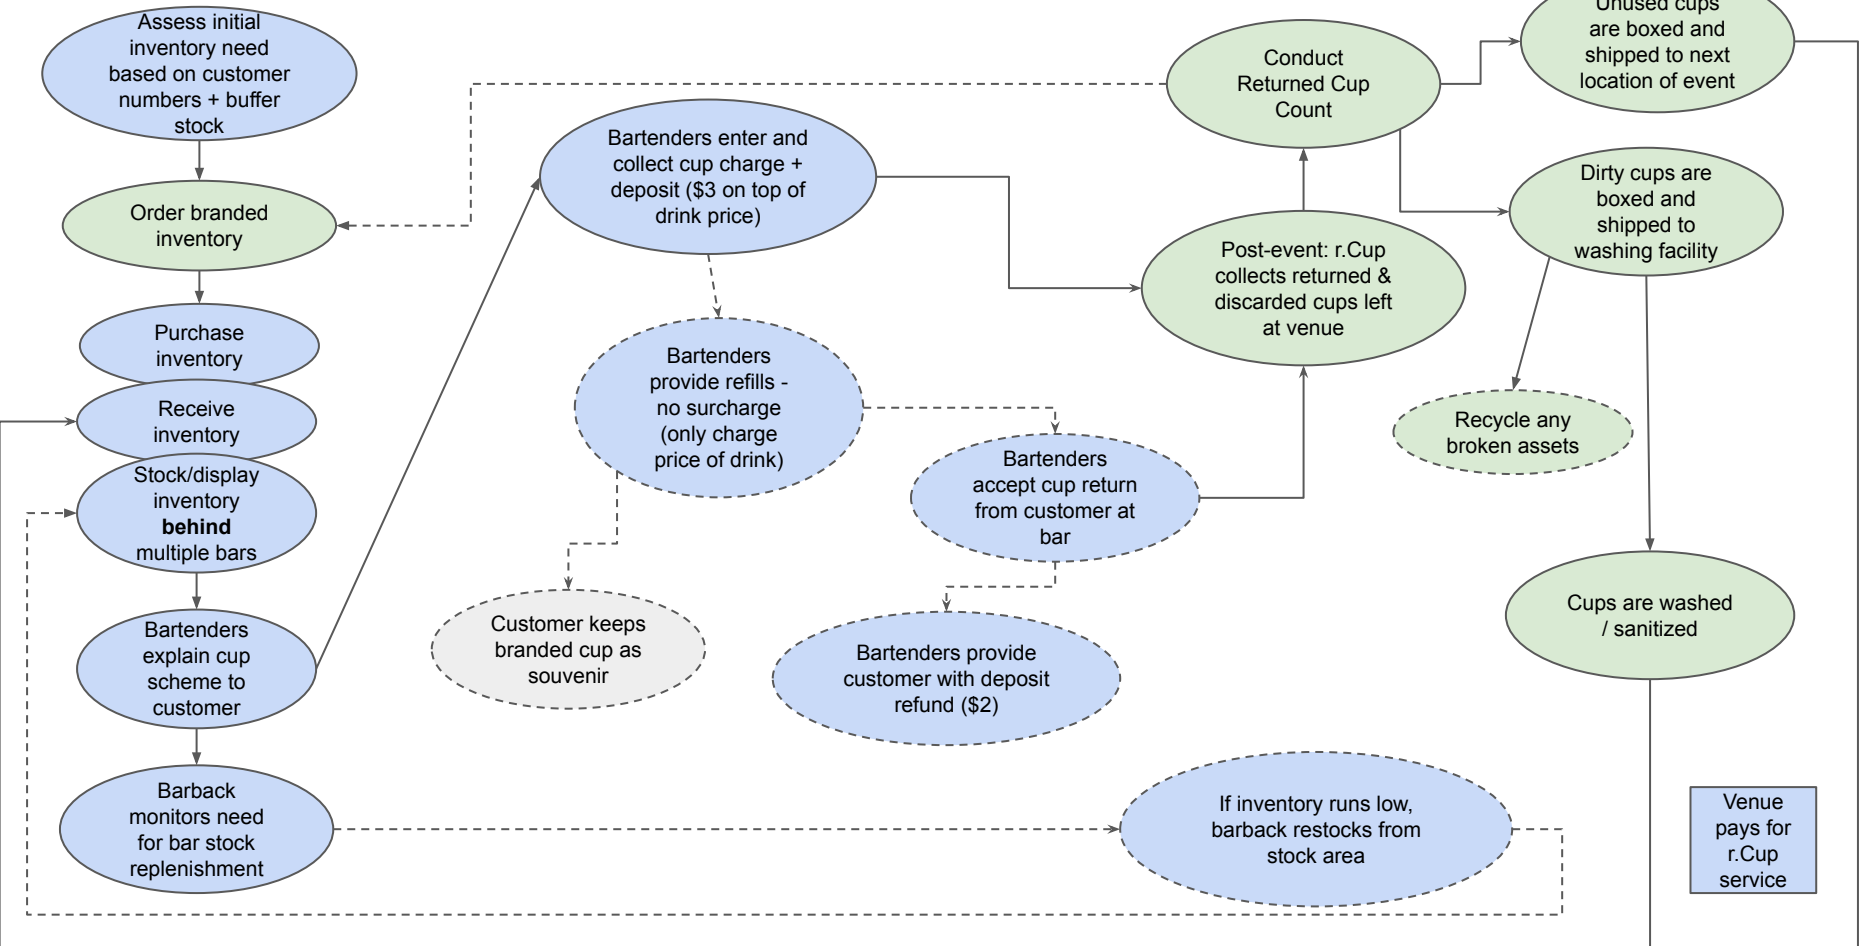 Assess initial
inventory need
based on customer
numbers + buffer
stock
Order branded
inventory
Purchase
inventory
Receive
inventory
Stock/display
inventory
behind
multiple bars
Bartenders
explain cup
scheme to
customer
Barback
monitors need
for bar stock
replenishment
Bartenders enter and
collect cup charge +
deposit ($3 on top of
drink price)
Bartenders
provide refills -
no surcharge
(only charge
price of drink)
Customer keeps
branded cup as
souvenir
Bartenders
accept cup return
from customer at
bar
Bartenders provide
customer with deposit
refund ($2)
If inventory runs low,
barback restocks from
stock area
Post-event: r.Cup
collects returned &
discarded cups left
at venue
Conduct
Returned Cup
Count
Unused cups
are boxed and
shipped to next
location of event
Dirty cups are
boxed and
shipped to
washing facility
Recycle any
broken assets
Cups are washed
/ sanitized
Venue
pays for
r.Cup
service